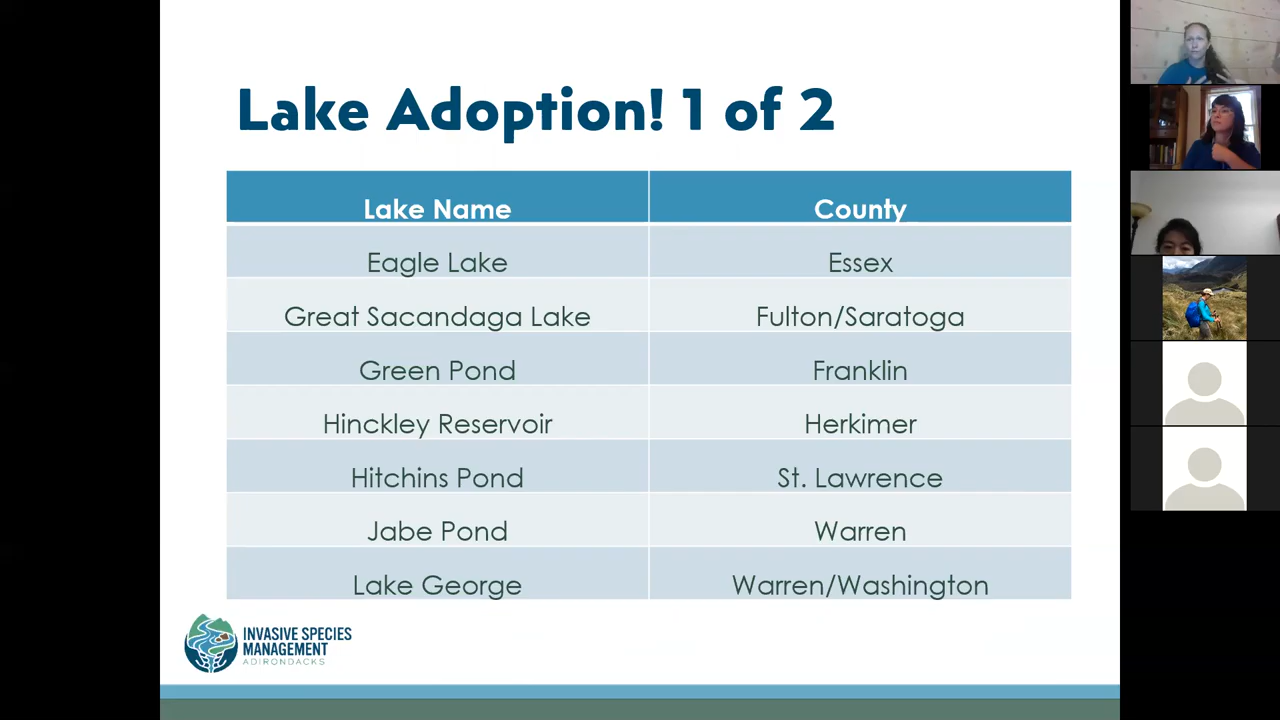 Lake Adoption! 1 of 2
Lake Name County
Eagle Lake Essex
Great Sacandaga Lake Fulton/Saratoga
Green Pond Franklin
Hinckley Reservoir Herkimer
Hitchins Pond St. Lawrence
Jabe Pond Warren
Lake George Warren/Washington
INVASIVE SPECIES
MANAGEMENT
ADIRONDACKS